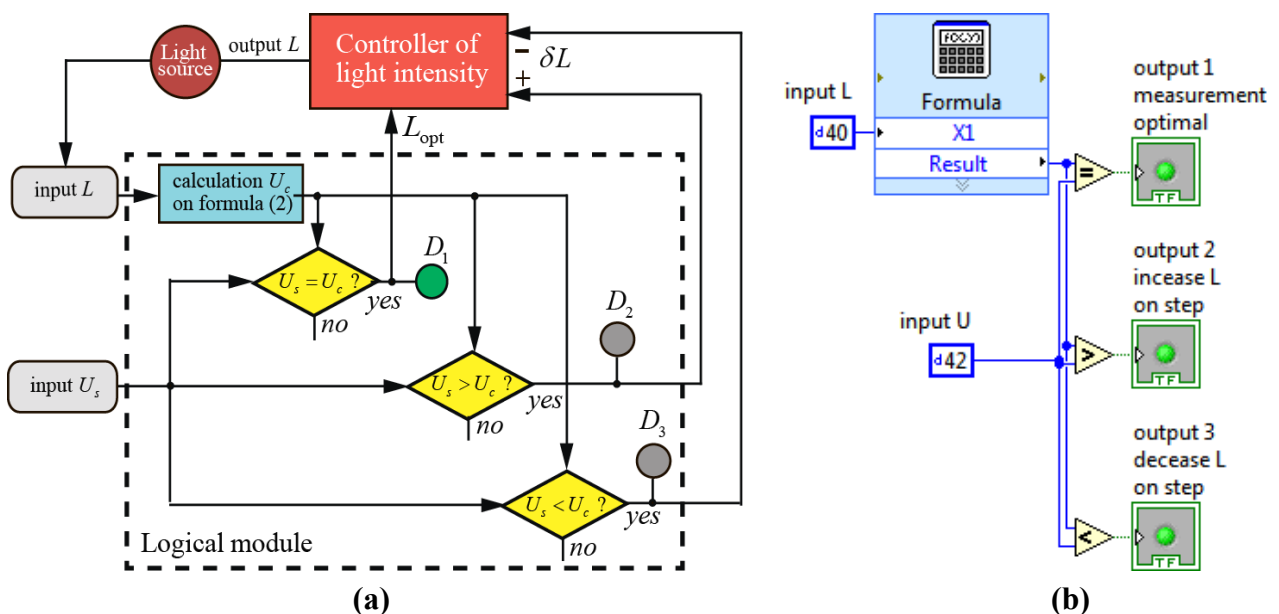 Light
source
output L
Controller of
light intensity
-
+
δL
L_opt
input L
calculation U_c
on formula (2)
U_s = U_c ?
yes
no
D_1
input U_s
U_s > U_c ?
yes
no
D_2
U_s < U_c ?
yes
no
D_3
Logical module
(a)
input L
d 40
f(X,Y)
Formula
X1
Result
input U
d 42
=
>
<
output 1
measurement
optimal
TF
output 2
incease L
on step
TF
output 3
decease L
on step
TF
(b)